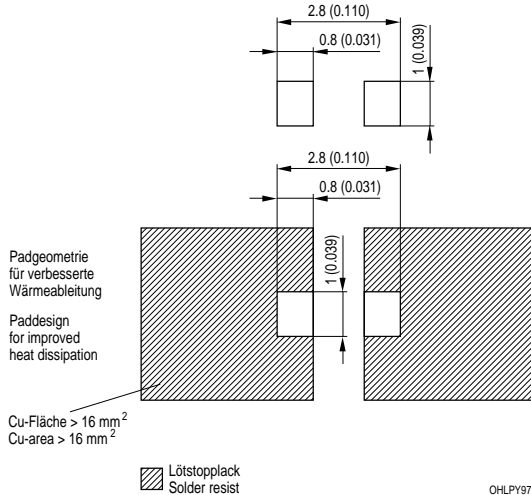 2.8 (0.110)
0.8 (0.031)
1 (0.039)
2.8 (0.110)
0.8 (0.031)
1 (0.039)
Padgeometrie
für verbesserte
Wärmeableitung
Paddesign
for improved
heat dissipation
Cu-Fläche > 16 mm²
Cu-area > 16 mm²
Lötstopplack
Solder resist
OHLPY970